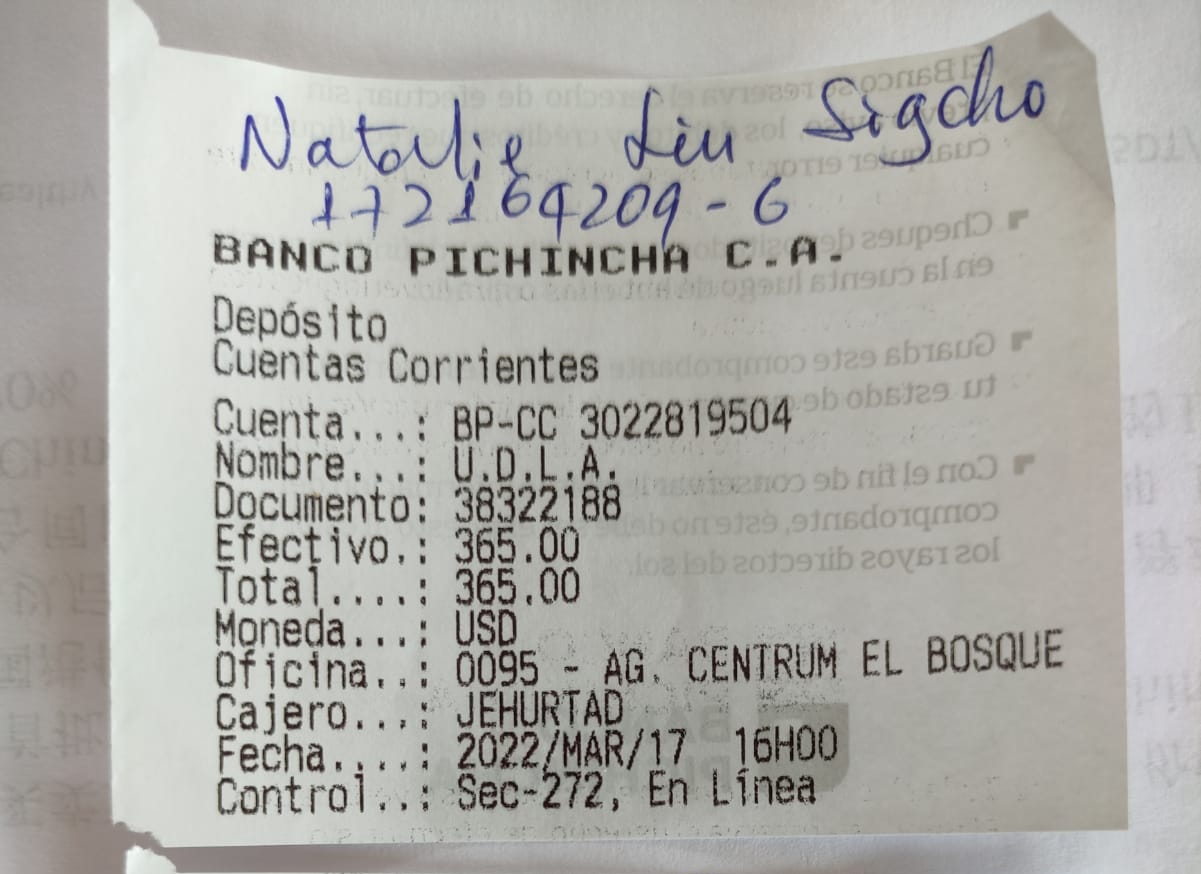 Natalie Liu Sigcho
172164209-6
BANCO PICHINCHA C.A.
Depósito
Cuentas Corrientes
Cuenta...: BP-CC 3022819504
Nombre...: U.D.L.A.
Documento: 38322188
Efectivo.: 365.00
Total....: 365.00
Moneda...: USD
Oficina..: 0095 - AG. CENTRUM EL BOSQUE
Cajero...: JEHURTAD
Fecha....: 2022/MAR/17 16H00
Control..: Sec-272, En Línea